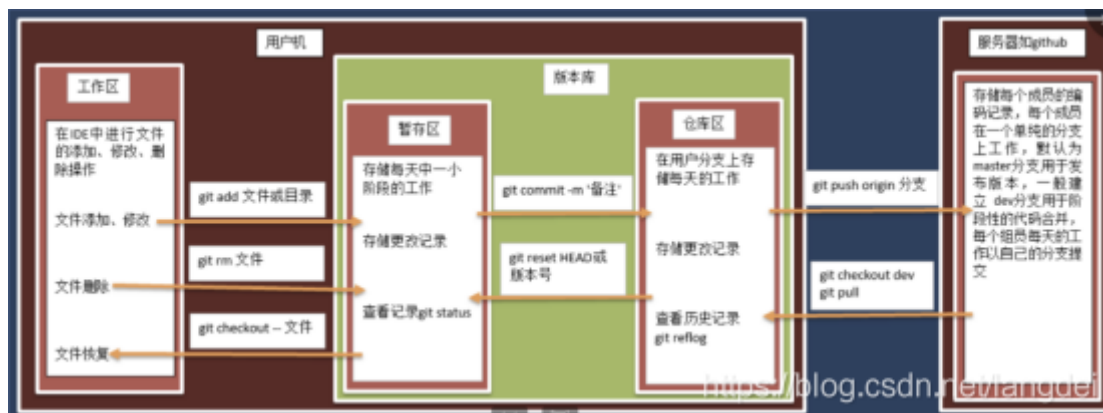 用户机
服务器如github
工作区
版本库
在IDE中进行文件
的添加、修改、删
除操作
文件添加、修改
文件删除
文件恢复
git add 文件或目录
git rm 文件
git checkout -- 文件
暂存区
存储每天中一小
阶段的工作
存储更改记录
查看记录git status
git commit -m '备注'
git reset HEAD或
版本号
仓库区
在用户分支上存
储每天的工作
存储更改记录
查看历史记录
git reflog
git push origin 分支
git checkout dev
git pull
存储每个成员的编
码记录，每个成员
在一个单纯的分支
上工作，默认为
master分支用于发
布版本，一般建
立 dev分支用于阶
段性的代码合并，
每个组员每天的工
作以自己的分支提
交
https://blog.csdn.net/langdei